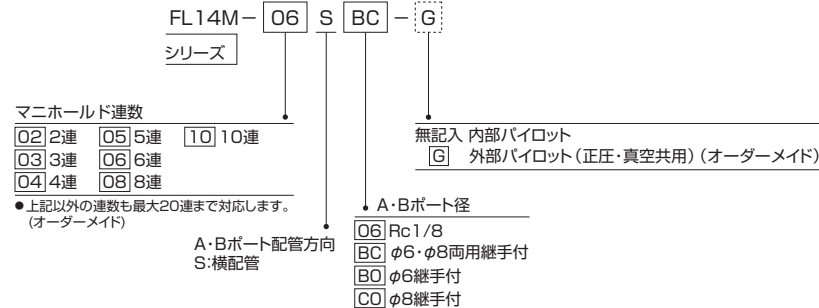 FL14M－ 06 S BC － G
シリーズ
マニホールド連数
02 2連 05 5連 10 10連
03 3連 06 6連
04 4連 08 8連
●上記以外の連数も最大20連まで対応します。
(オーダーメイド)
無記入 内部パイロット
G 外部パイロット（正圧・真空共用）（オーダーメイド）
A・Bポート配管方向
S：横配管
A・Bポート径
06 Rc1/8
BC φ6・φ8両用継手付
B0 φ6継手付
C0 φ8継手付